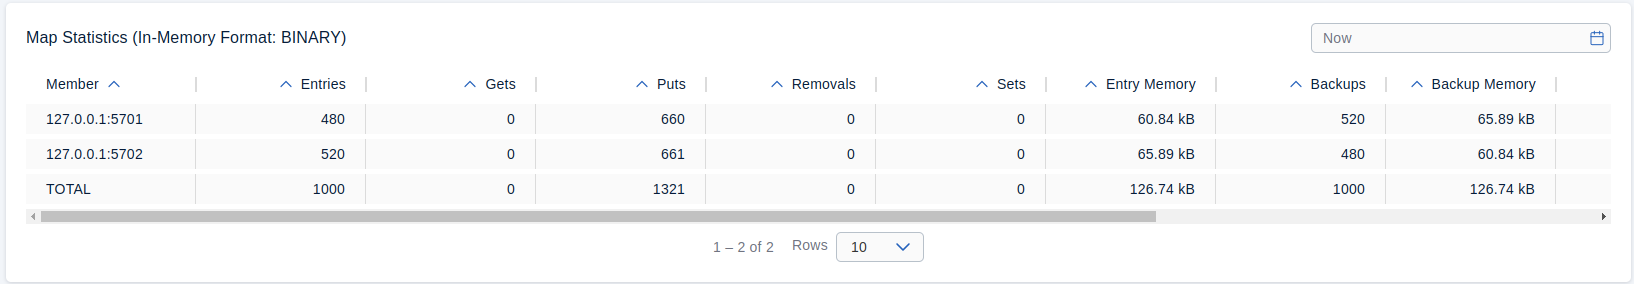 Map Statistics (In-Memory Format: BINARY)
Now
Member Entries Gets Puts Removals Sets Entry Memory Backups Backup Memory
127.0.0.1:5701 480 0 660 0 0 60.84 kB 520 65.89 kB
127.0.0.1:5702 520 0 661 0 0 65.89 kB 480 60.84 kB
TOTAL 1000 0 1321 0 0 126.74 kB 1000 126.74 kB
1 – 2 of 2 Rows 10